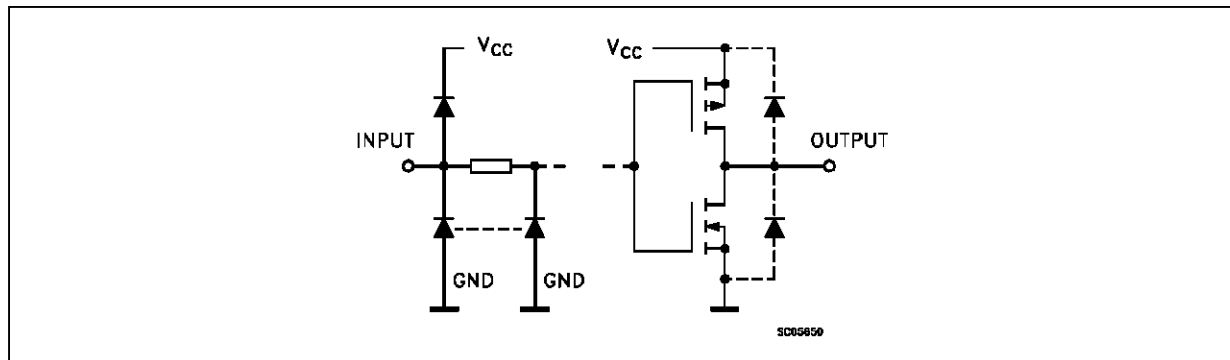 VCC
VCC
INPUT
OUTPUT
GND
GND
SC05650